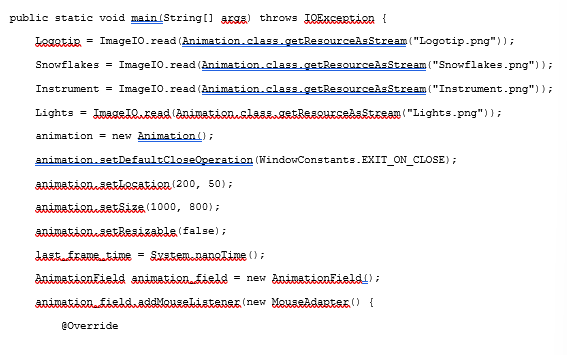 public static void main(String[] args) throws IOException {
Logotip = ImageIO.read(Animation.class.getResourceAsStream("Logotip.png"));
Snowflakes = ImageIO.read(Animation.class.getResourceAsStream("Snowflakes.png"));
Instrument = ImageIO.read(Animation.class.getResourceAsStream("Instrument.png"));
Lights = ImageIO.read(Animation.class.getResourceAsStream("Lights.png"));
animation = new Animation();
animation.setDefaultCloseOperation(WindowConstants.EXIT_ON_CLOSE);
animation.setLocation(200, 50);
animation.setSize(1000, 800);
animation.setResizable(false);
last_frame_time = System.nanoTime();
AnimationField animation_field = new AnimationField();
animation_field.addMouseListener(new MouseAdapter() {
@Override